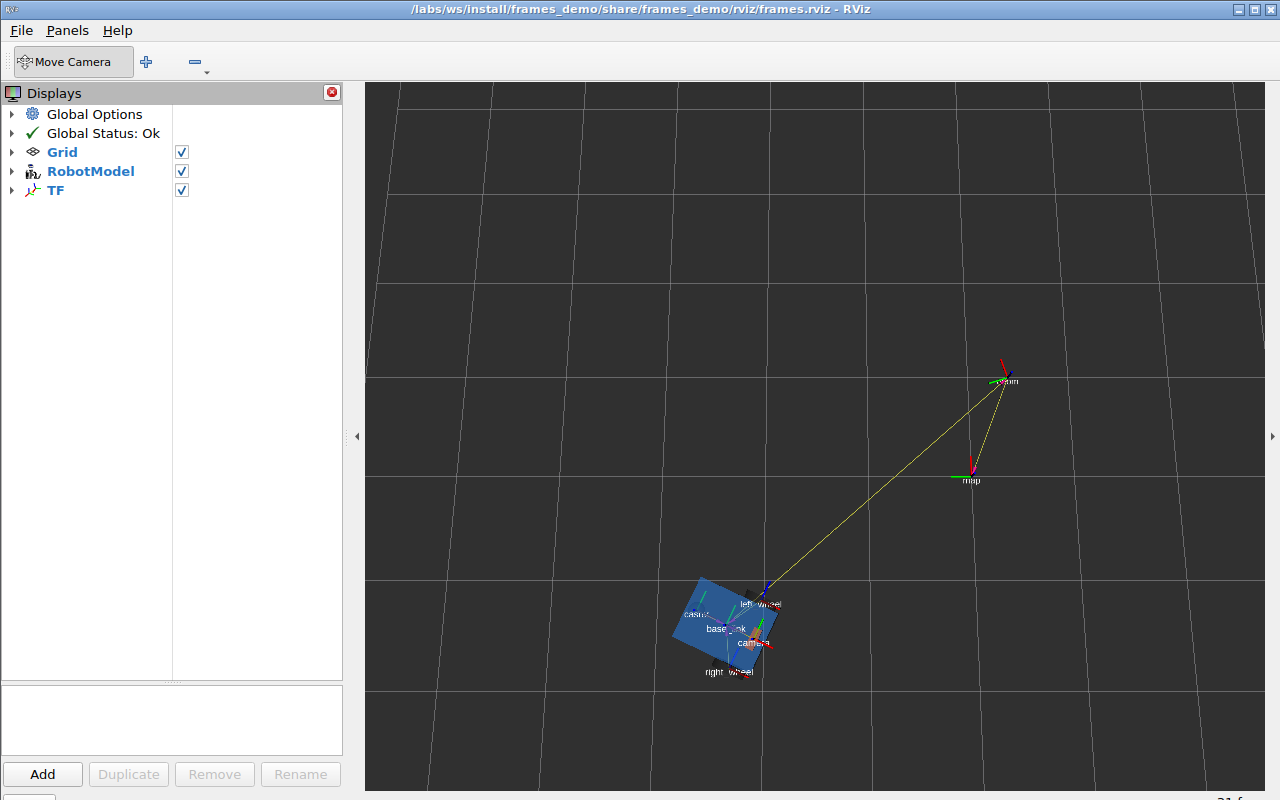 /labs/ws/install/frames_demo/share/frames_demo/rviz/frames.rviz - RViz
File Panels Help
Move Camera
Displays
Global Options
Global Status: Ok
Grid
RobotModel
TF
map
left_wheel
camera
right_wheel
Add Duplicate Remove Rename